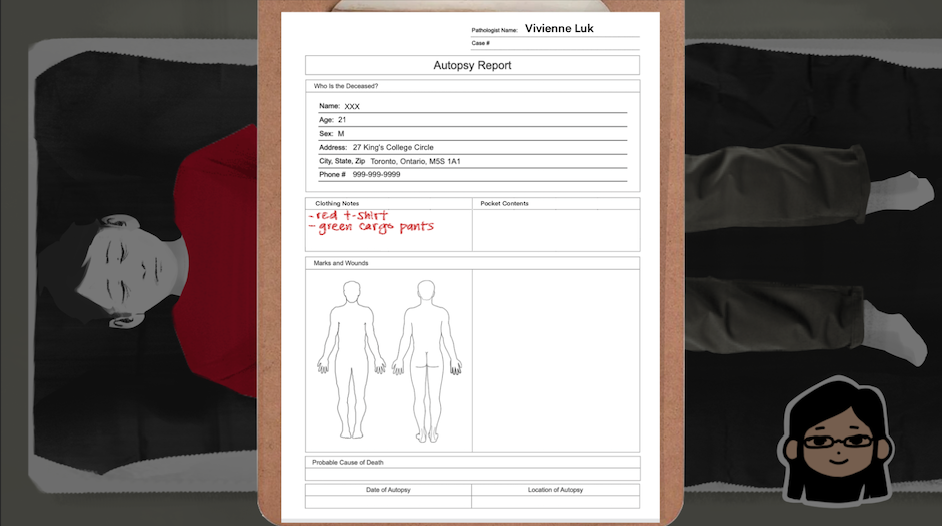 Pathologist Name: Vivienne Luk
Case #
Autopsy Report
Who Is the Deceased?
Name: XXX
Age: 21
Sex: M
Address: 27 King's College Circle
City, State, Zip Toronto, Ontario, M5S 1A1
Phone # 999-999-9999
Clothing Notes
Pocket Contents
- red t-shirt
- green cargo pants
Marks and Wounds
Probable Cause of Death
Date of Autopsy
Location of Autopsy